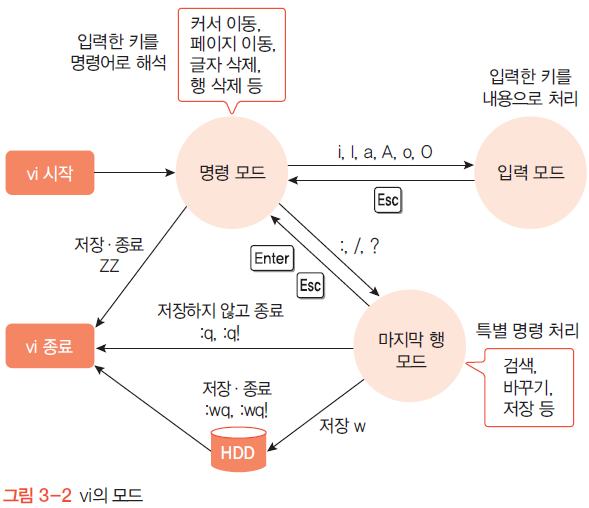 입력한 키를
명령어로 해석
커서 이동,
페이지 이동,
글자 삭제,
행 삭제 등
입력한 키를
내용으로 처리
vi 시작
명령 모드
i, I, a, A, o, O
Esc
입력 모드
저장 · 종료
ZZ
Enter
Esc
:, /, ?
저장하지 않고 종료
:q, :q!
vi 종료
마지막 행
모드
특별 명령 처리
검색,
바꾸기,
저장 등
저장 · 종료
:wq, :wq!
저장 w
HDD
그림 3-2 vi의 모드